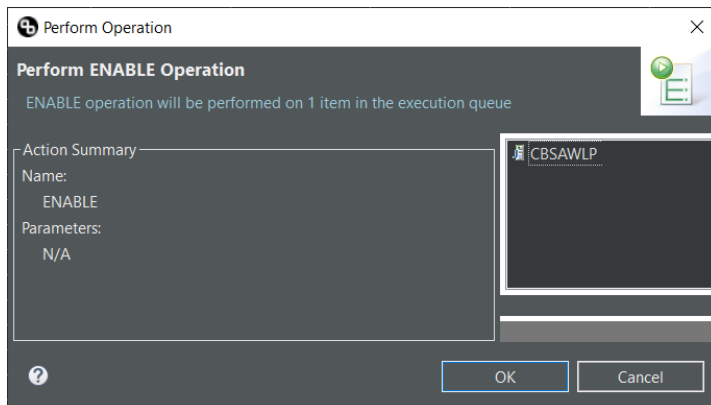 Perform Operation
Perform ENABLE Operation
ENABLE operation will be performed on 1 item in the execution queue
Action Summary
Name:
ENABLE
Parameters:
N/A
CBSAWLP
OK
Cancel